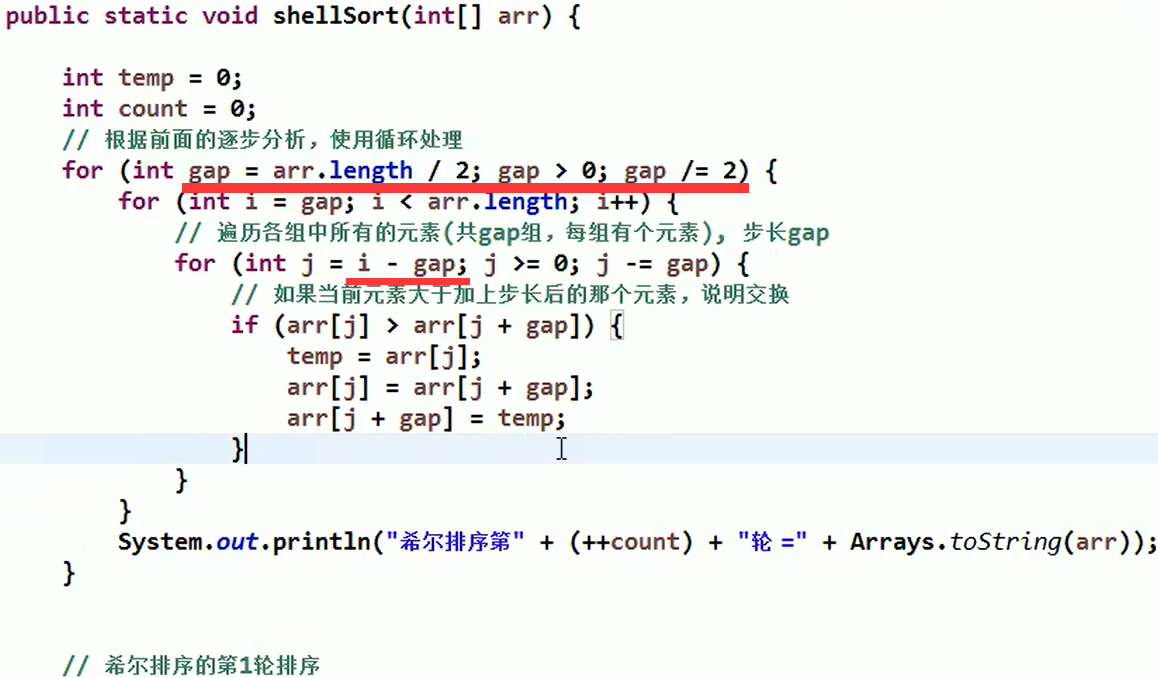 public static void shellSort(int[] arr) {
int temp = 0;
int count = 0;
// 根据前面的逐步分析，使用循环处理
for (int gap = arr.length / 2; gap > 0; gap /= 2) {
for (int i = gap; i < arr.length; i++) {
// 遍历各组中所有的元素(共gap组，每组有个元素), 步长gap
for (int j = i - gap; j >= 0; j -= gap) {
// 如果当前元素大于加上步长后的那个元素，说明交换
if (arr[j] > arr[j + gap]) {
temp = arr[j];
arr[j] = arr[j + gap];
arr[j + gap] = temp;
}
}
}
System.out.println("希尔排序第" + (++count) + "轮 =" + Arrays.toString(arr));
}
// 希尔排序的第1轮排序